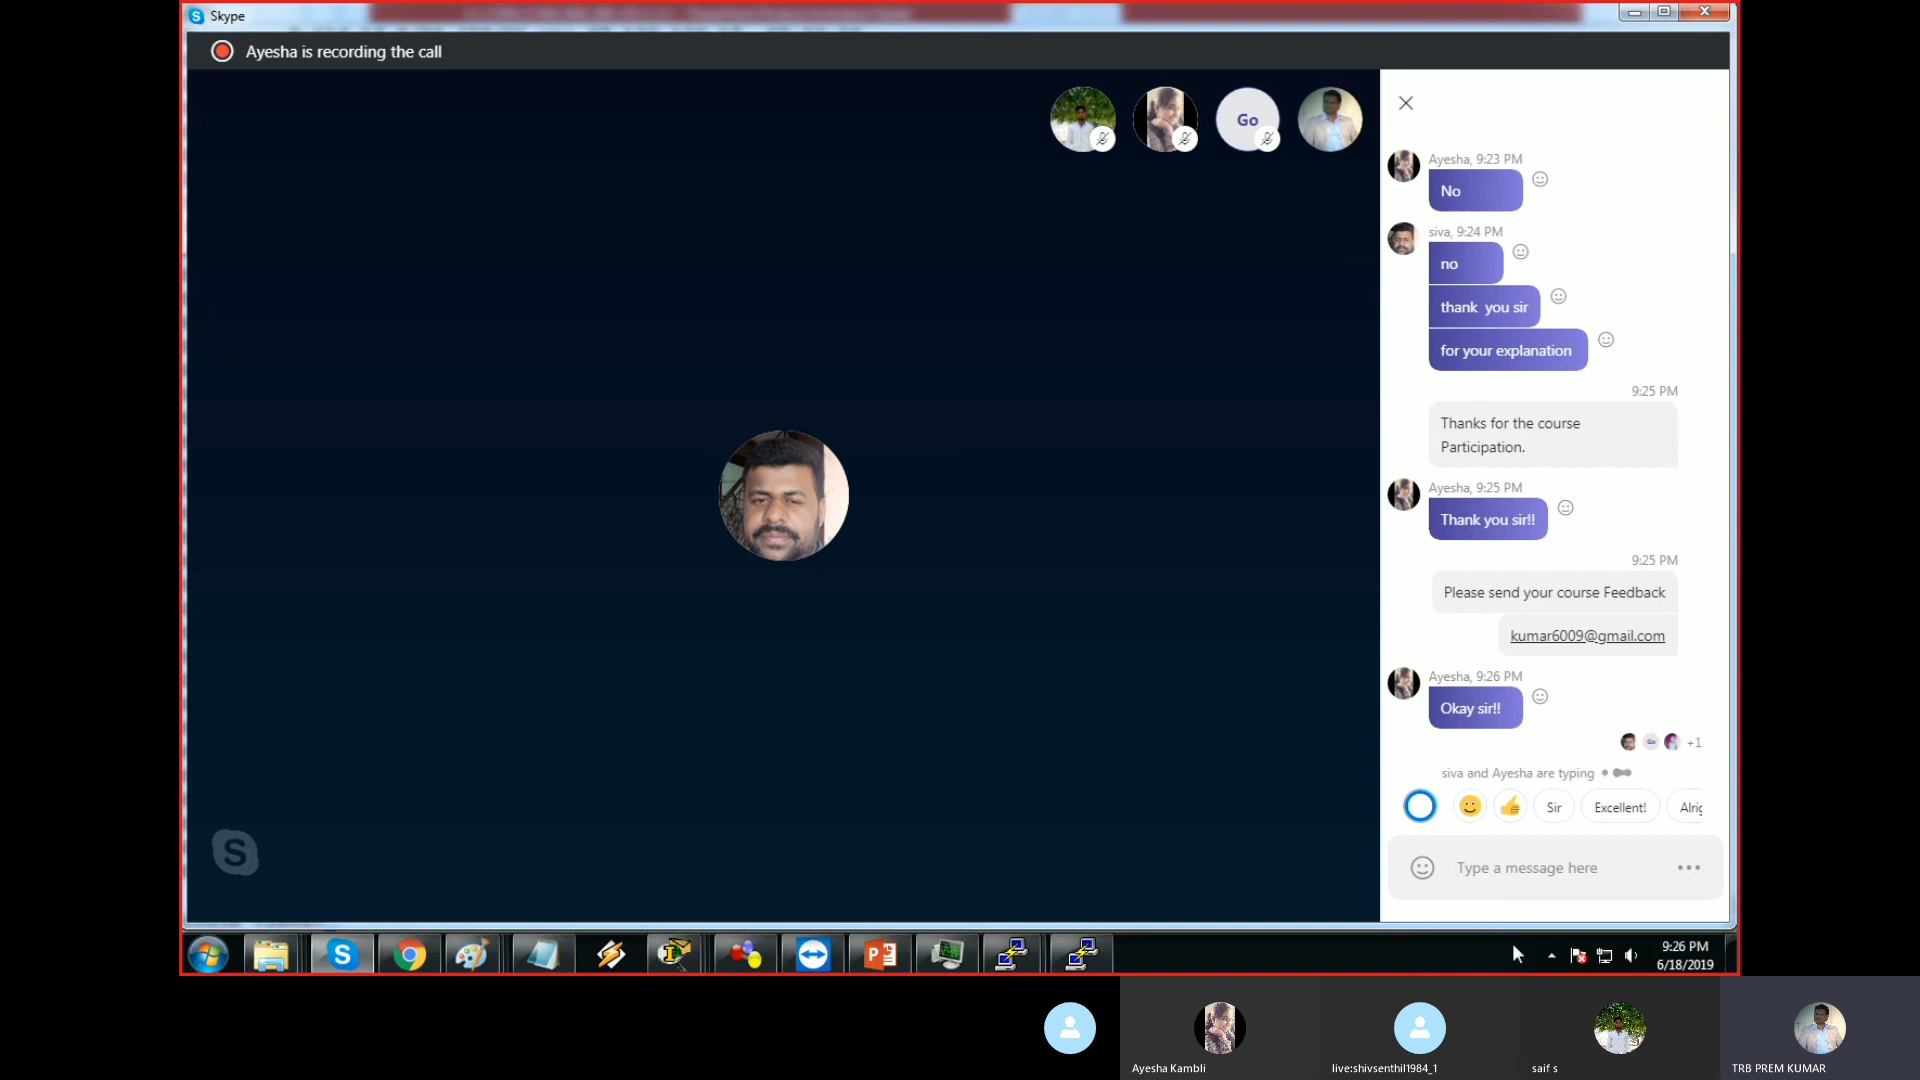 Skype
Ayesha is recording the call
Go
Ayesha, 9:23 PM
No
siva, 9:24 PM
no
thank you sir
for your explanation
9:25 PM
Thanks for the course
Participation.
Ayesha, 9:25 PM
Thank you sir!!
9:25 PM
Please send your course Feedback
kumar6009@gmail.com
Ayesha, 9:26 PM
Okay sir!!
Go +1
siva and Ayesha are typing
Sir Excellent! Alrig
Type a message here
9:26 PM
6/18/2019
Ayesha Kambli live:shivsenthil1984_1 saif s TRB PREM KUMAR